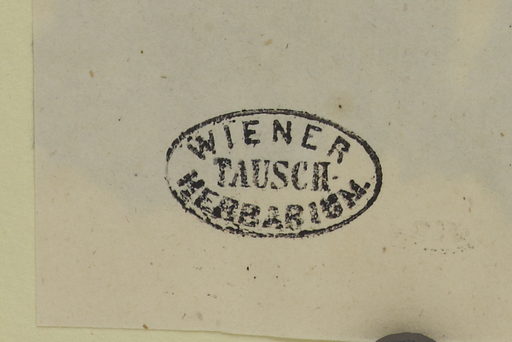 WIENER
TAUSCH-
HERBARIUM.